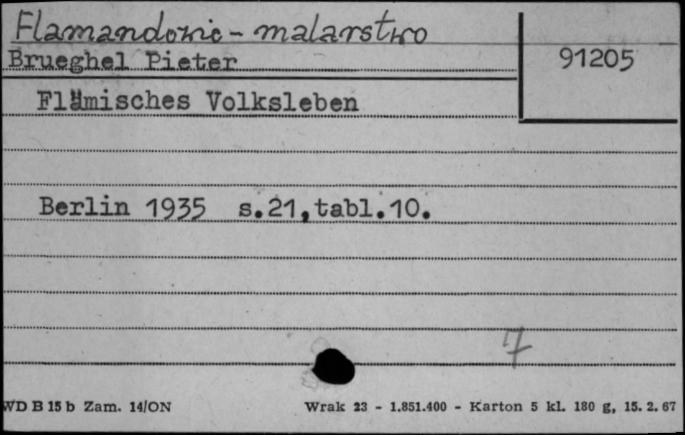 Flamandowie - malarstwo
Brueghel Pieter
91205
Flämisches Volksleben
Berlin 1935 s.21,tabl.10.
7
WD B 15 b Zam. 14/ON
Wrak 23 - 1.851.400 - Karton 5 kl. 180 g, 15. 2. 67